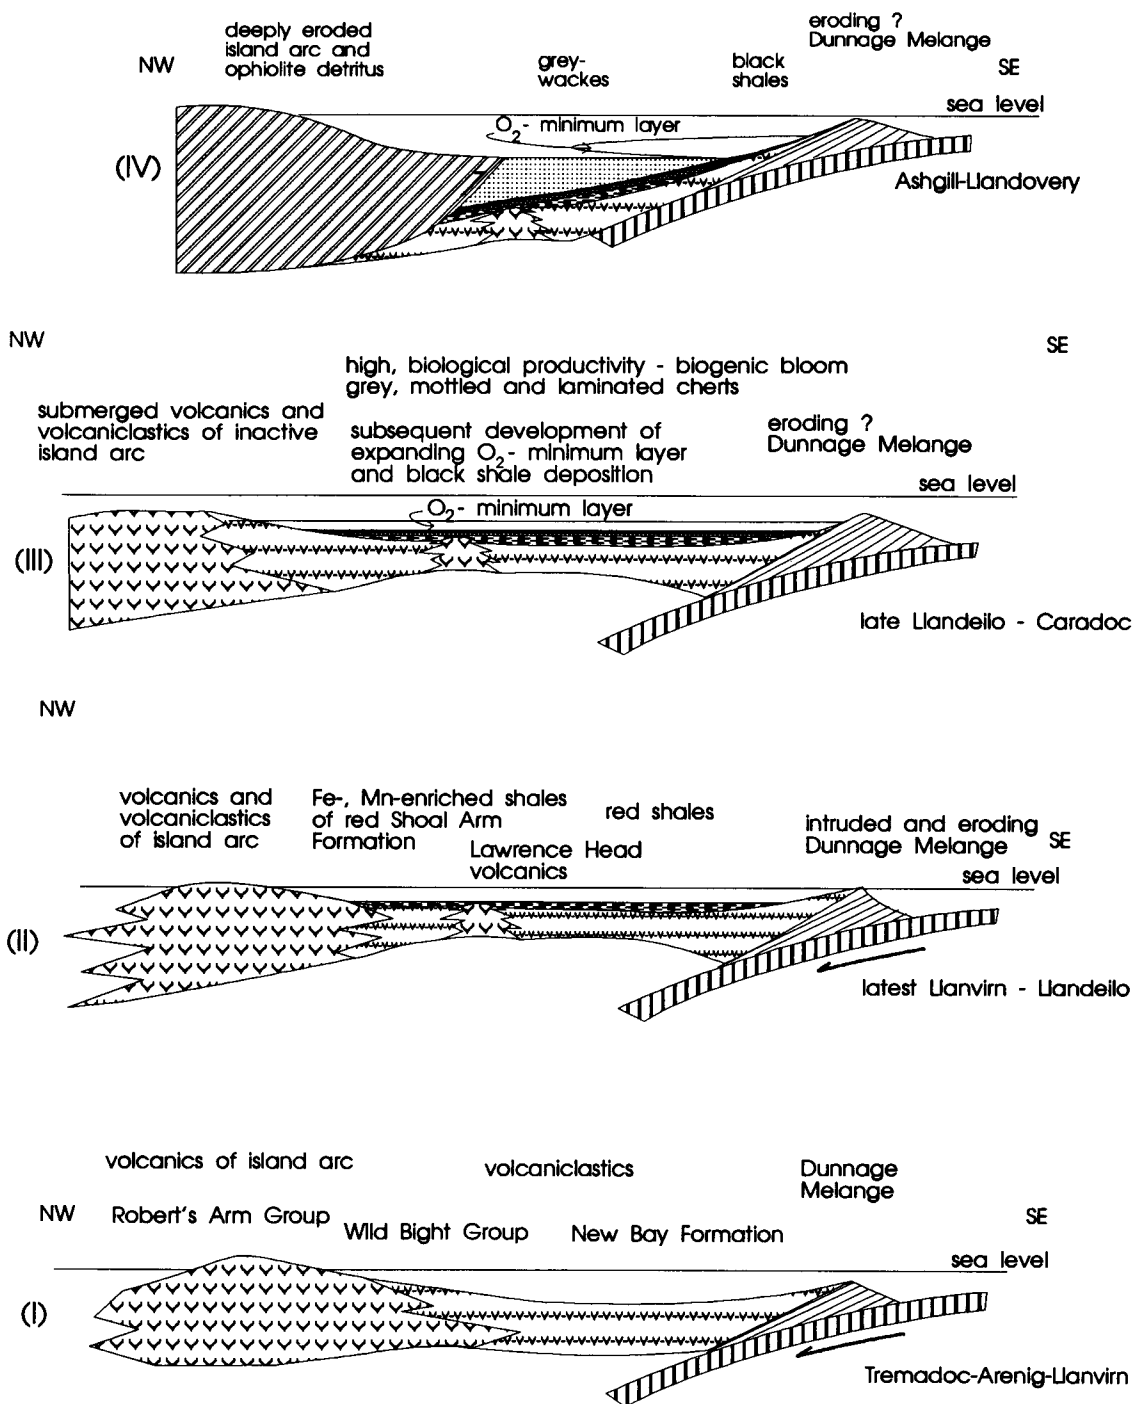 deeply eroded
island arc and
ophiolite detritus
NW
grey-
wackes
black
shales
eroding ?
Dunnage Melange
SE
sea level
O2- minimum layer
(IV)
Ashgill-Llandovery
NW
SE
high, biological productivity - biogenic bloom
grey, mottled and laminated cherts
submerged volcanics and
volcaniclastics of inactive
island arc
subsequent development of
expanding O2- minimum layer
and black shale deposition
eroding ?
Dunnage Melange
sea level
O2- minimum layer
(III)
late Llandeilo - Caradoc
NW
volcanics and
volcaniclastics
of island arc
Fe-, Mn-enriched shales
of red Shoal Arm
Formation
Lawrence Head
volcanics
red shales
intruded and eroding
Dunnage Melange
SE
sea level
(II)
latest Llanvirn - Llandeilo
volcanics of island arc
volcaniclastics
Dunnage
Melange
NW
Robert's Arm Group
Wild Bight Group
New Bay Formation
SE
sea level
(I)
Tremadoc-Arenig-Llanvirn